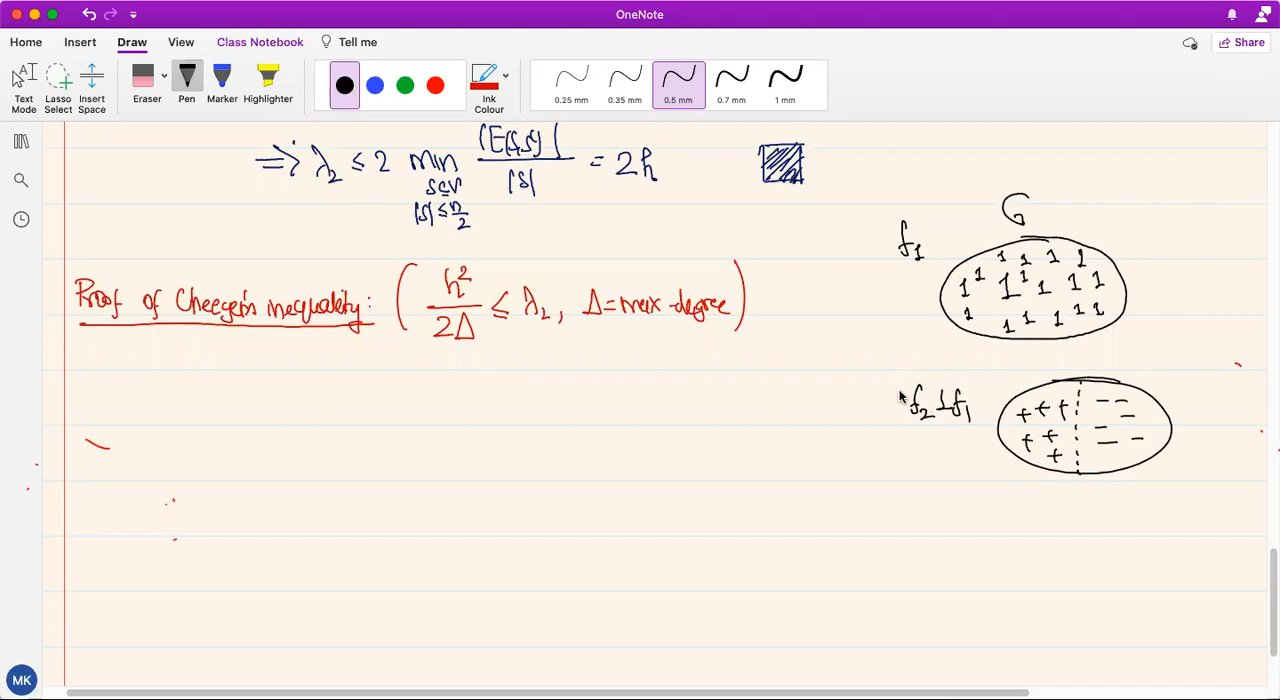 OneNote
Home Insert Draw View Class Notebook Tell me Share
Text Mode Lasso Select Insert Space Eraser Pen Marker Highlighter Ink Colour 0.25 mm 0.35 mm 0.5 mm 0.7 mm 1 mm
⇒ λ₂ ≤ 2 min_{S⊆V, |S|≤n/2} |E(S,S̄)| / |S| = 2h
G
f₁
1 1 1 1
1 1 1 1 1 1 1
1 1 1 1 1 1
Proof of Cheeger's inequality: ( h²/2Δ ≤ λ₂, Δ = max-degree )
f₂ ⊥ f₁
+ + + − −
−
+ + −
+ − −
MK